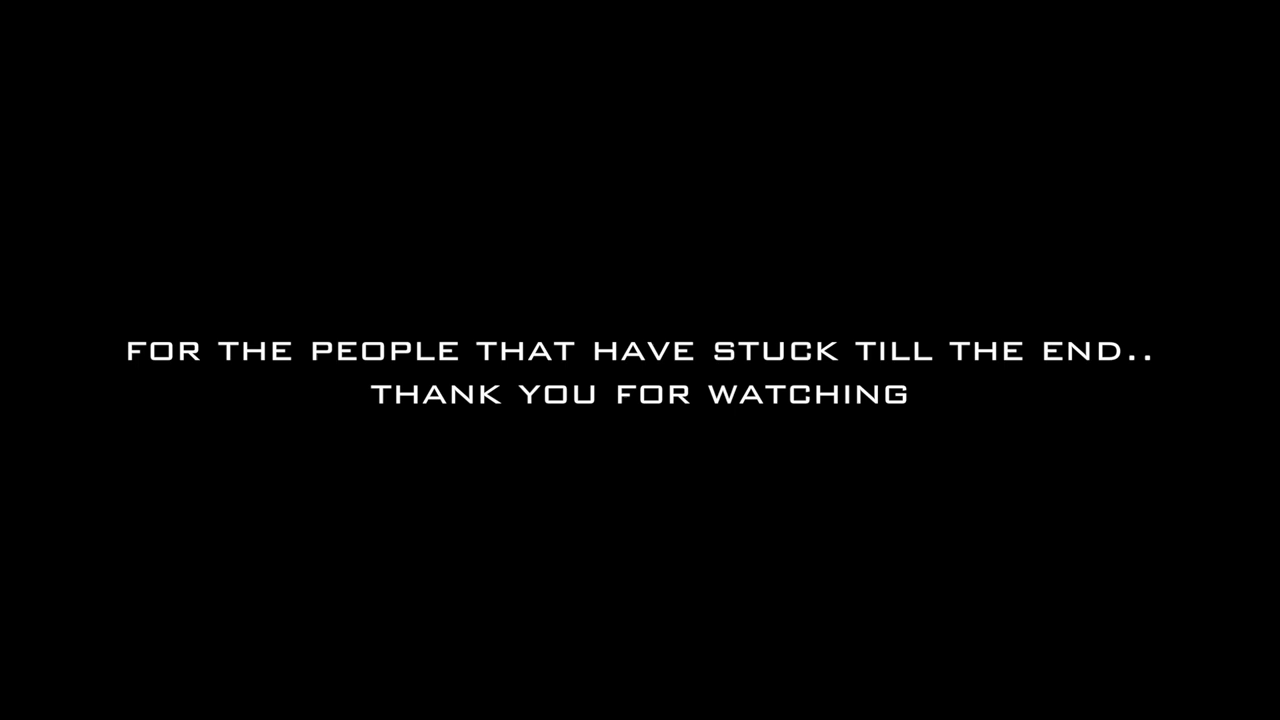 FOR THE PEOPLE THAT HAVE STUCK TILL THE END..
THANK YOU FOR WATCHING